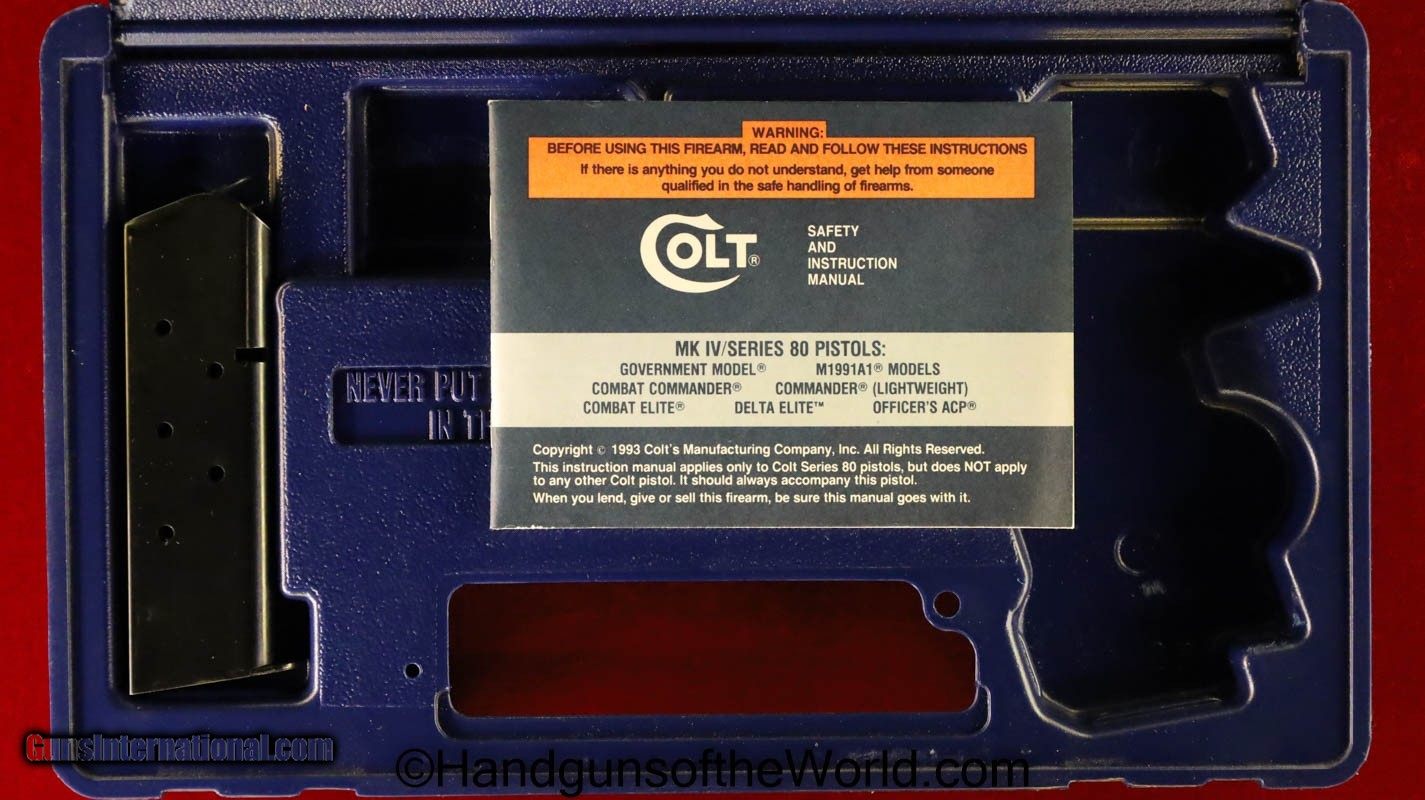 WARNING:
BEFORE USING THIS FIREARM, READ AND FOLLOW THESE INSTRUCTIONS
If there is anything you do not understand, get help from someone
qualified in the safe handling of firearms.
COLT®
SAFETY
AND
INSTRUCTION
MANUAL
MK IV/SERIES 80 PISTOLS:
GOVERNMENT MODEL® M1991A1® MODELS
COMBAT COMMANDER® COMMANDER® (LIGHTWEIGHT)
COMBAT ELITE® DELTA ELITE™ OFFICER'S ACP®
Copyright © 1993 Colt's Manufacturing Company, Inc. All Rights Reserved.
This instruction manual applies only to Colt Series 80 pistols, but does NOT apply
to any other Colt pistol. It should always accompany this pistol.
When you lend, give or sell this firearm, be sure this manual goes with it.
NEVER PUT
IN
GunsInternational.com
©HandgunsoftheWorld.com